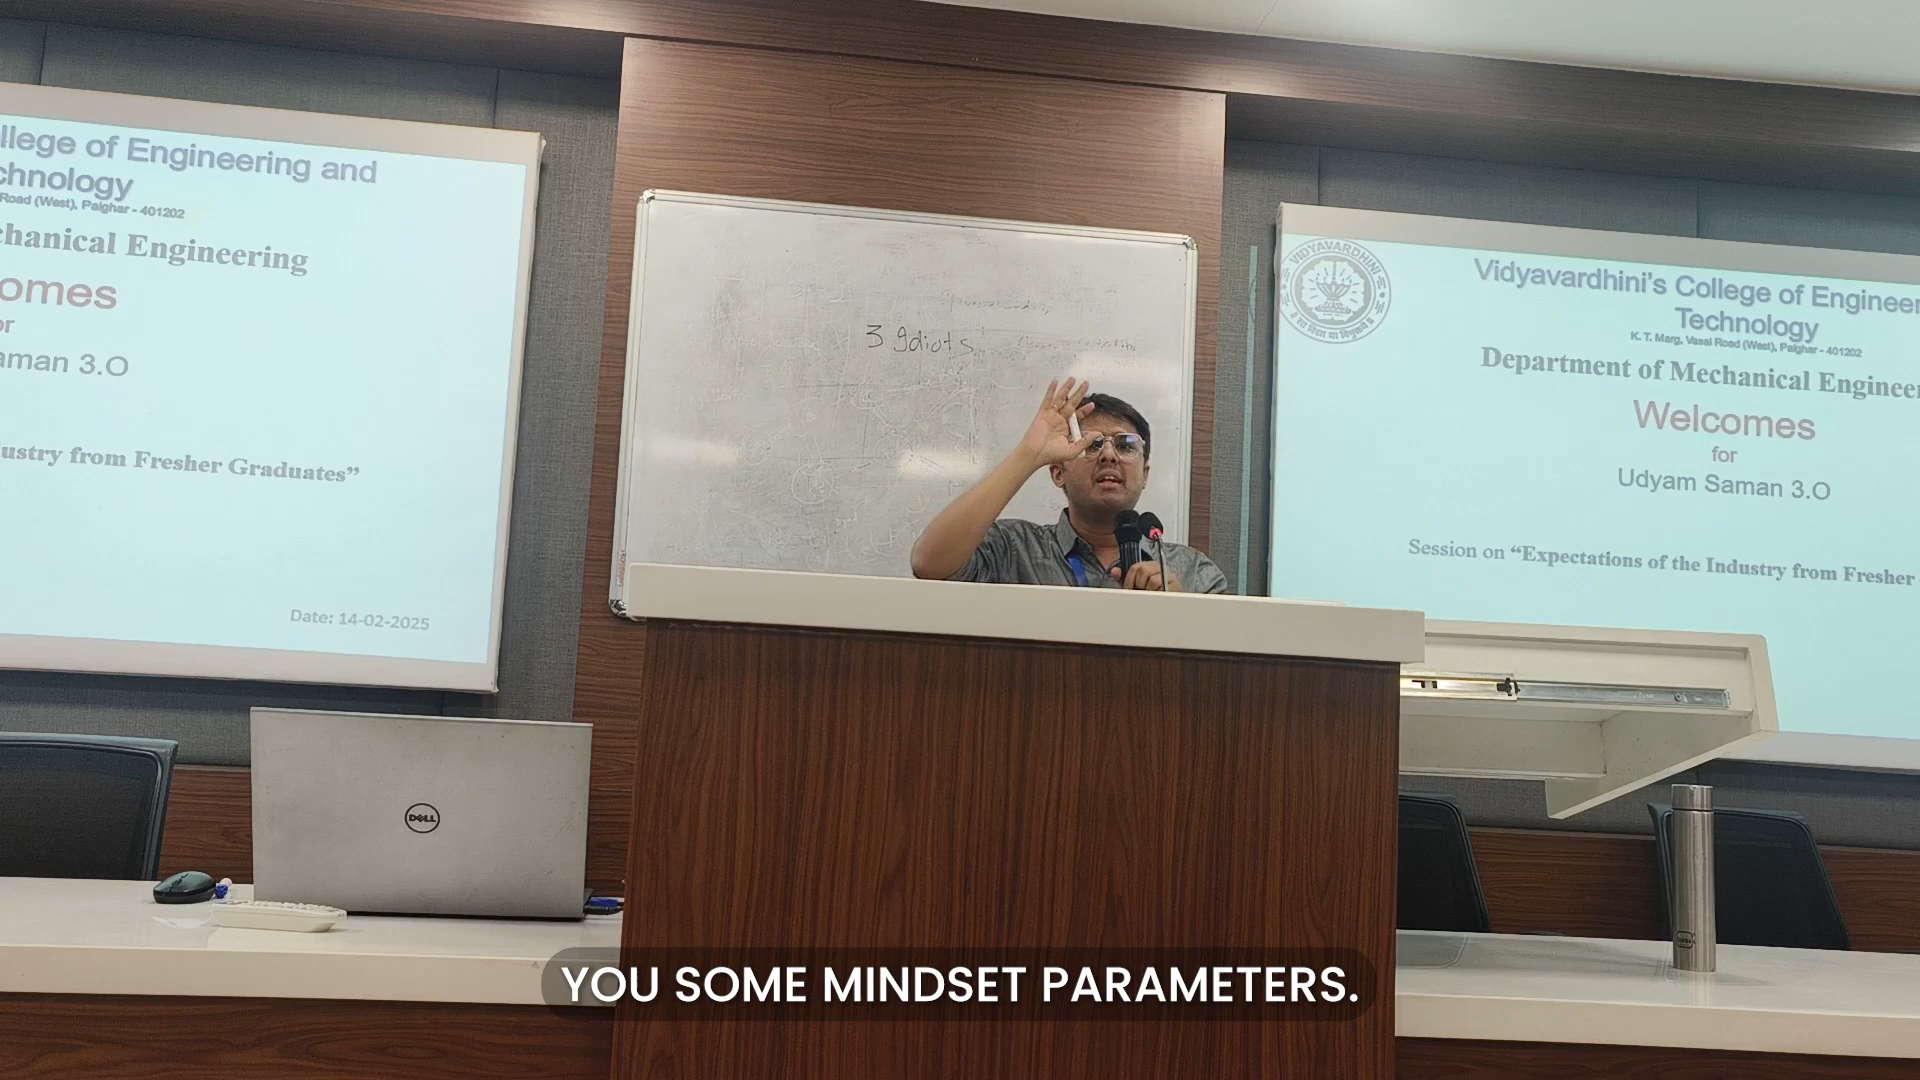 llege of Engineering and
chnology
Road (West), Palghar - 401202
chanical Engineering
omes
or
aman 3.O
ustry from Fresher Graduates”
Date: 14-02-2025
3 Idiots
VIDYAVARDHINI
Vidyavardhini’s College of Engineer
Technology
K. T. Marg, Vasai Road (West), Palghar - 401202
Department of Mechanical Engineer
Welcomes
for
Udyam Saman 3.O
Session on “Expectations of the Industry from Fresher
DELL
YOU SOME MINDSET PARAMETERS.